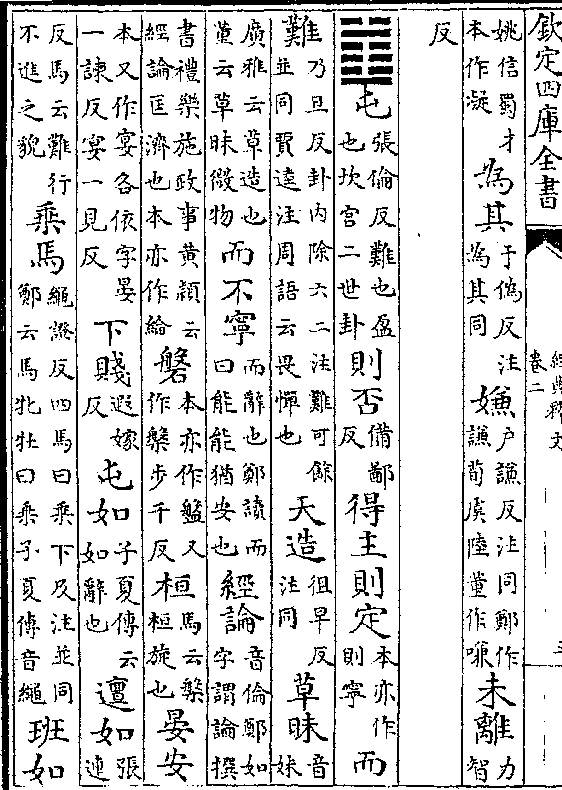 欽定四庫全書
經典釋文
卷二
三
姚信蜀才本作凝為其于偽反注為其同嫌户謙反注同鄭作謙荀虞陸董作嗛未離力智
反
䷂屯張倫反難也盈也坎宮二世卦則否備鄙反得主則定本亦作則寧而
難乃旦反卦内除六二注難可餘並同賈逵注周語云畏憚也天造徂早反注同草昧音妹
廣雅云草造也董云草昧微物而不寧而辭也鄭讀而曰能能猶安也經論音倫鄭如字謂論撰
書禮樂施政事黄穎云經論匡濟也本亦作綸磐本亦作盤又作槃步干反桓馬云槃桓旋也晏安
本又作宴各依字晏一諫反宴一見反下賤遐嫁反屯如子夏傳云如辭也邅如張連
反馬云難行不進之貌乘馬繩證反四馬曰乘下及注並同鄭云馬牝牡曰乘子夏傳音繩班如